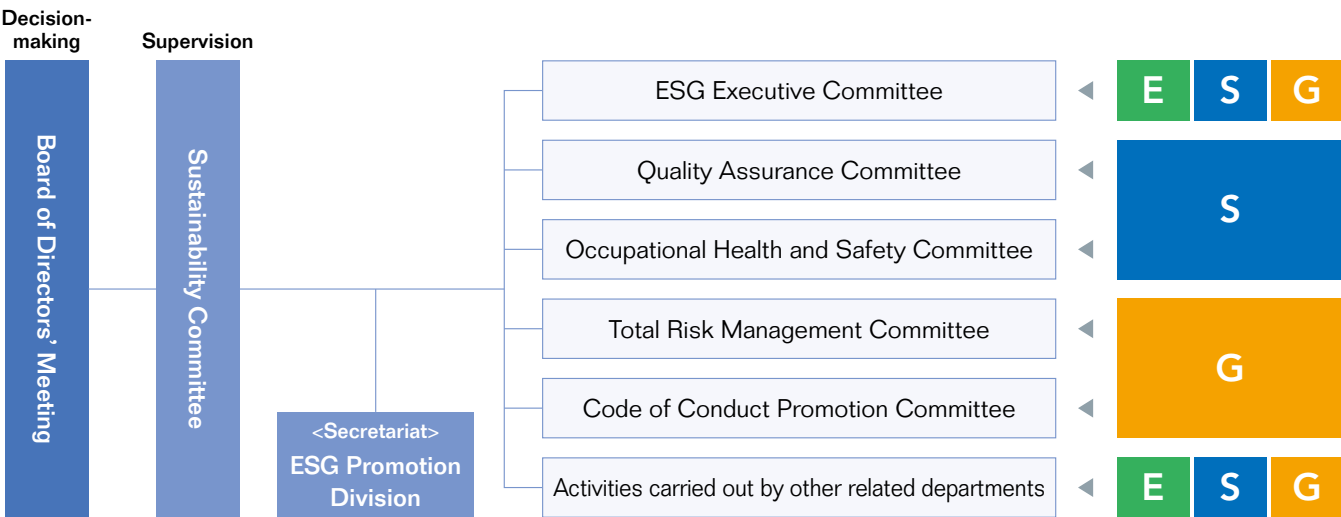 Decision-
making
Supervision
Board of Directors' Meeting
Sustainability Committee
<Secretariat>
ESG Promotion
Division
ESG Executive Committee
E S G
Quality Assurance Committee
Occupational Health and Safety Committee
S
Total Risk Management Committee
Code of Conduct Promotion Committee
G
Activities carried out by other related departments
E S G